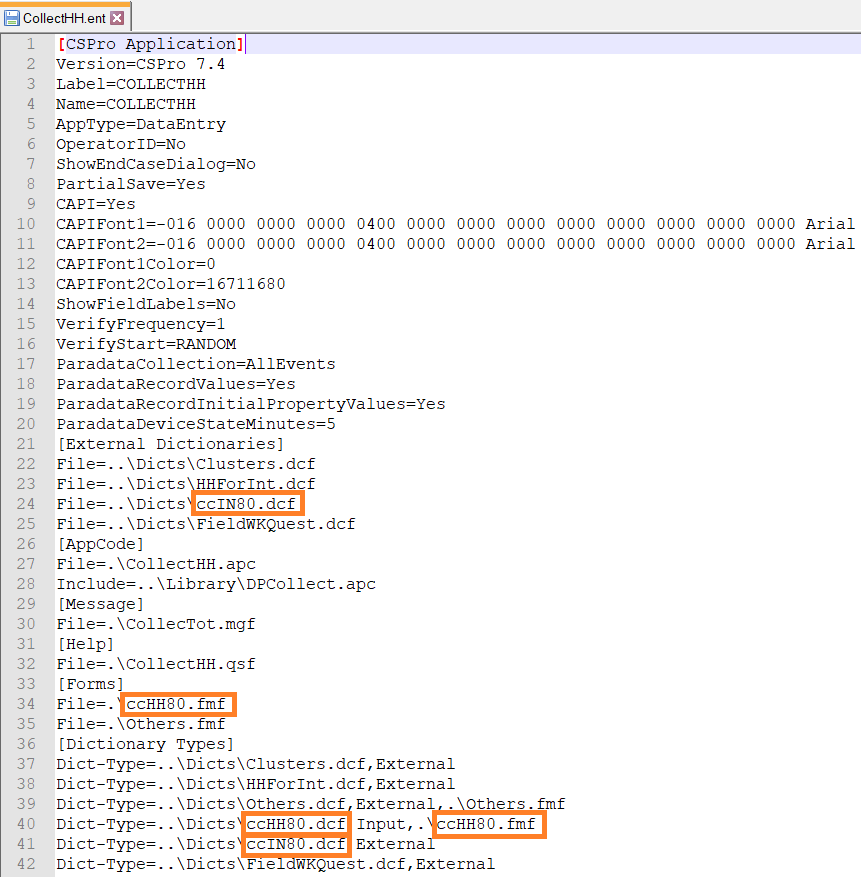 CollectHH.ent
1 [CSPro Application]
2 Version=CSPro 7.4
3 Label=COLLECTHH
4 Name=COLLECTHH
5 AppType=DataEntry
6 OperatorID=No
7 ShowEndCaseDialog=No
8 PartialSave=Yes
9 CAPI=Yes
10 CAPIFont1=-016 0000 0000 0000 0400 0000 0000 0000 0000 0000 0000 0000 0000 Arial
11 CAPIFont2=-016 0000 0000 0000 0400 0000 0000 0000 0000 0000 0000 0000 0000 Arial
12 CAPIFont1Color=0
13 CAPIFont2Color=16711680
14 ShowFieldLabels=No
15 VerifyFrequency=1
16 VerifyStart=RANDOM
17 ParadataCollection=AllEvents
18 ParadataRecordValues=Yes
19 ParadataRecordInitialPropertyValues=Yes
20 ParadataDeviceStateMinutes=5
21 [External Dictionaries]
22 File=..\Dicts\Clusters.dcf
23 File=..\Dicts\HHForInt.dcf
24 File=..\Dicts\ccIN80.dcf
25 File=..\Dicts\FieldWKQuest.dcf
26 [AppCode]
27 File=.\CollectHH.apc
28 Include=..\Library\DPCollect.apc
29 [Message]
30 File=.\CollecTot.mgf
31 [Help]
32 File=.\CollectHH.qsf
33 [Forms]
34 File=.\ccHH80.fmf
35 File=.\Others.fmf
36 [Dictionary Types]
37 Dict-Type=..\Dicts\Clusters.dcf,External
38 Dict-Type=..\Dicts\HHForInt.dcf,External
39 Dict-Type=..\Dicts\Others.dcf,External,.\Others.fmf
40 Dict-Type=..\Dicts\ccHH80.dcf Input,.\ccHH80.fmf
41 Dict-Type=..\Dicts\ccIN80.dcf External
42 Dict-Type=..\Dicts\FieldWKQuest.dcf,External